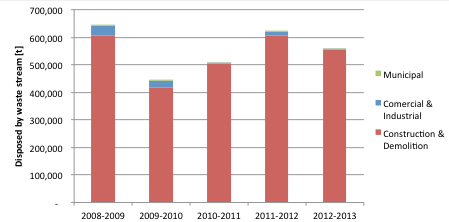 Disposed by waste stream [t]
700,000
600,000
500,000
400,000
300,000
200,000
100,000
-
2008-2009 2009-2010 2010-2011 2011-2012 2012-2013
Municipal
Comercial &
Industrial
Construction &
Demolition